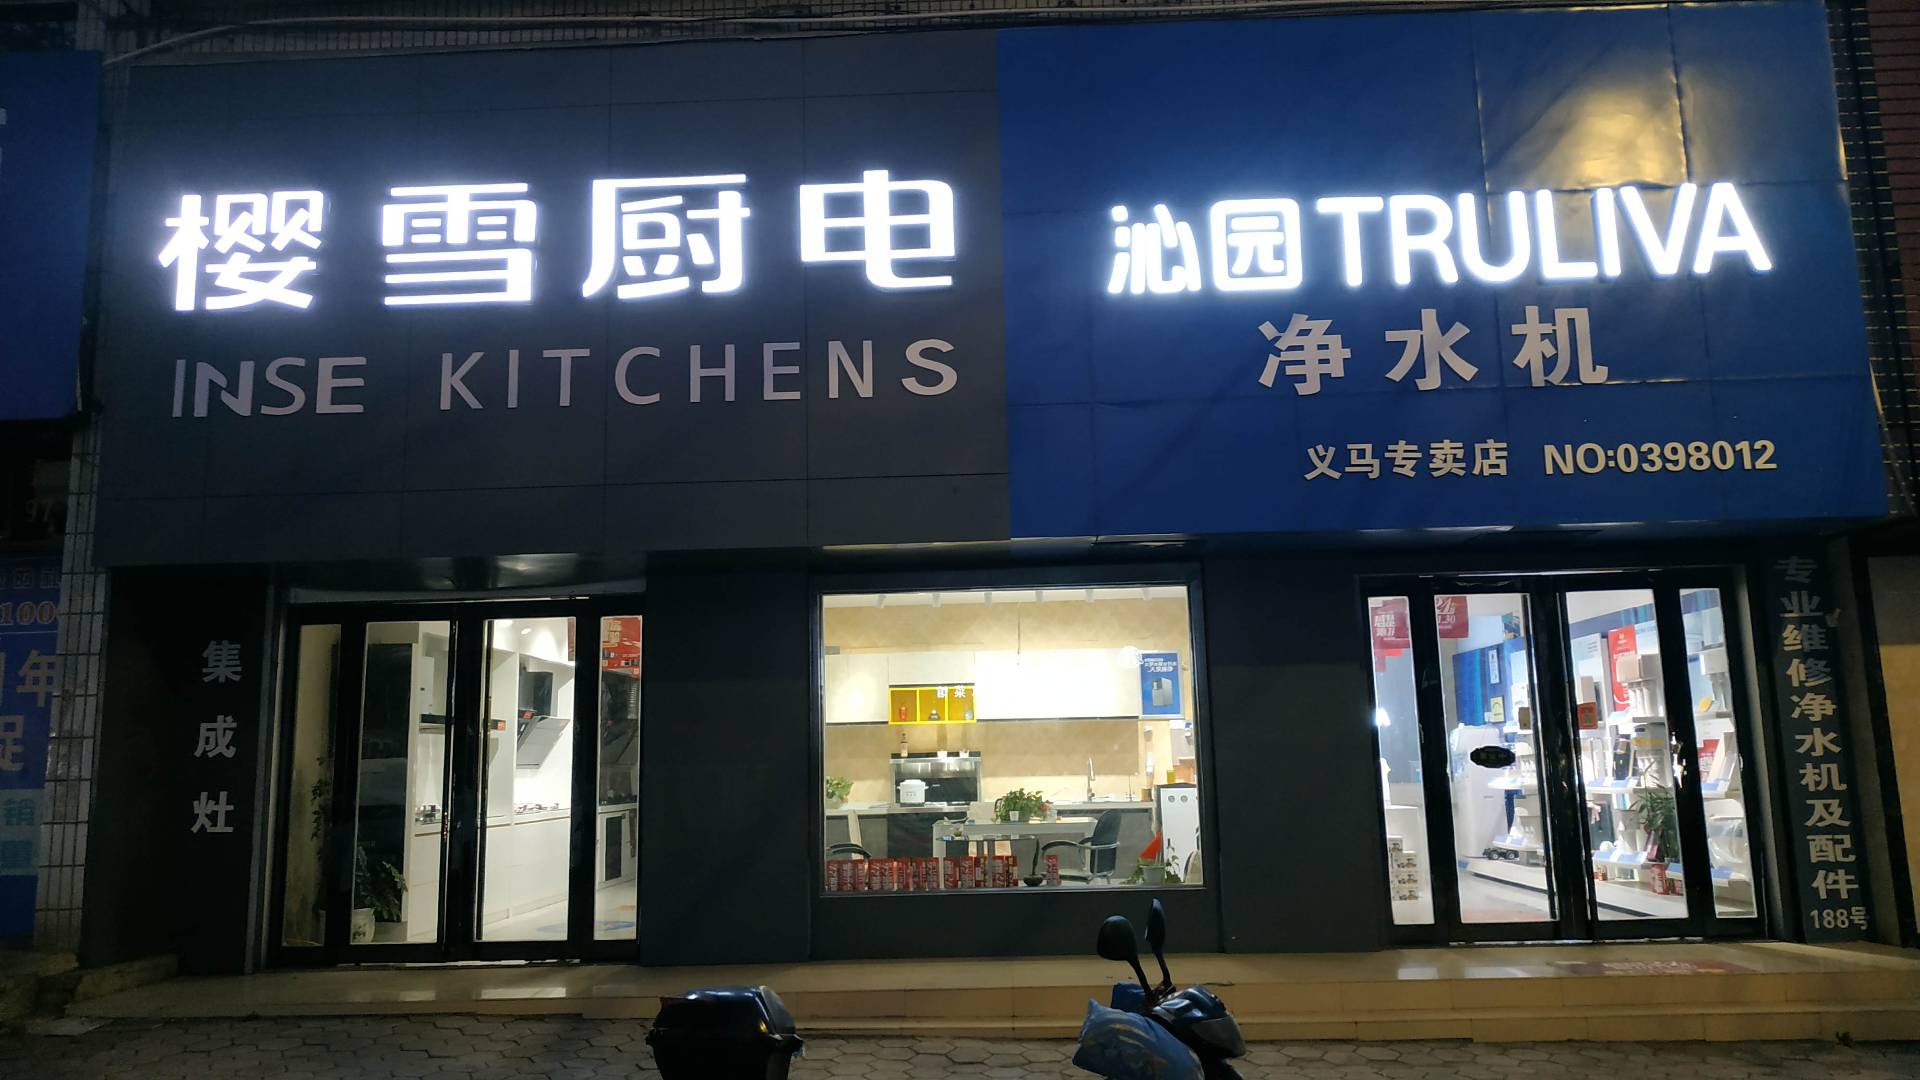 樱雪厨电
INSE KITCHENS
沁园TRULIVA
净水机
义马专卖店 NO:0398012
集成灶
专业维修净水机及配件
188号